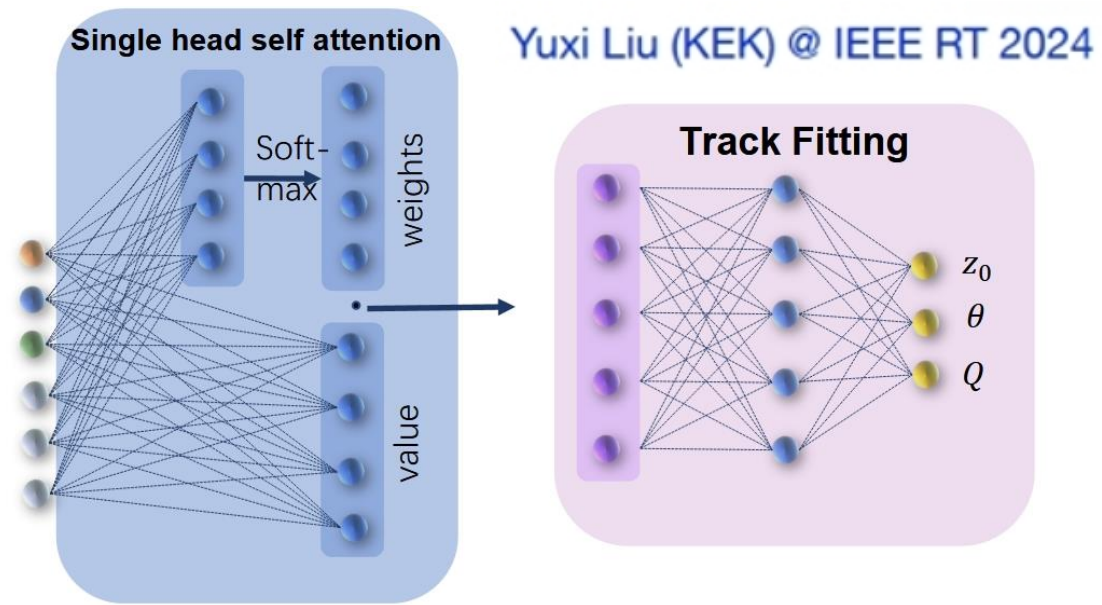 Single head self attention
Yuxi Liu (KEK) @ IEEE RT 2024
Soft-
max
weights
value
Track Fitting
z₀
θ
Q